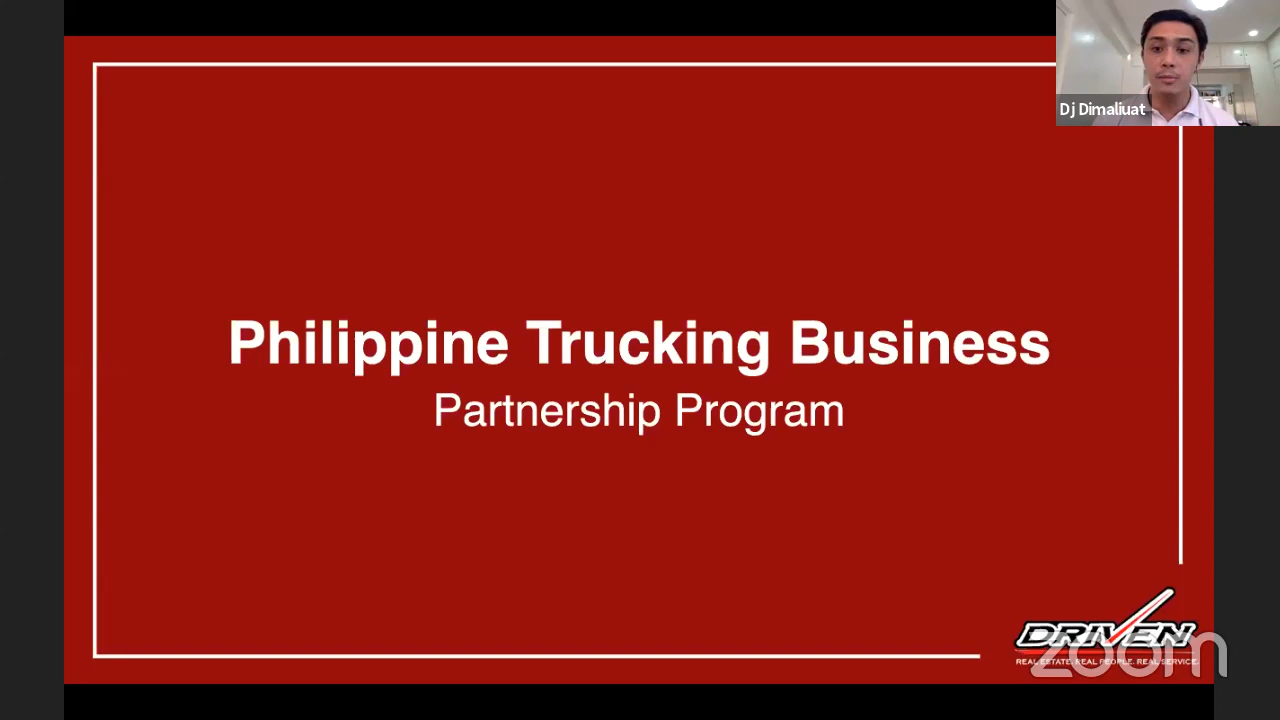 Dj Dimaliuat
Philippine Trucking Business
Partnership Program
DRIVEN
REAL ESTATE. REAL PEOPLE. REAL SERVICE.
zoom